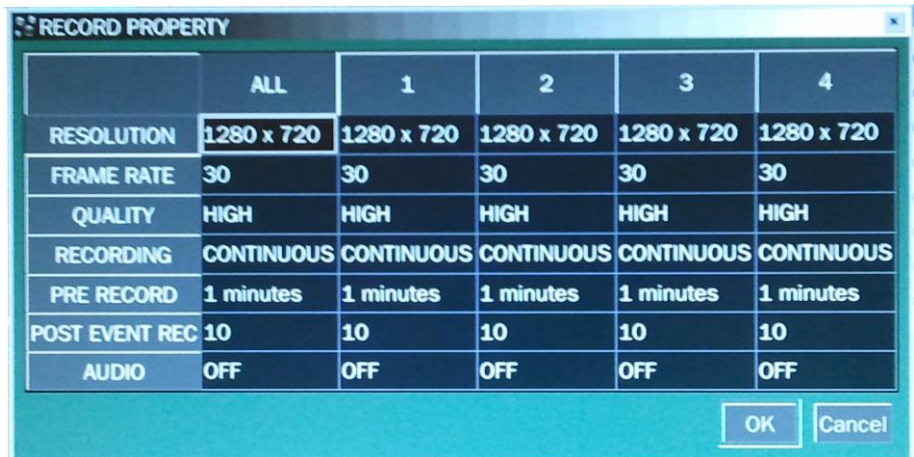 RECORD PROPERTY
ALL 1 2 3 4
RESOLUTION 1280 x 720 1280 x 720 1280 x 720 1280 x 720 1280 x 720
FRAME RATE 30 30 30 30 30
QUALITY HIGH HIGH HIGH HIGH HIGH
RECORDING CONTINUOUS CONTINUOUS CONTINUOUS CONTINUOUS CONTINUOUS
PRE RECORD 1 minutes 1 minutes 1 minutes 1 minutes 1 minutes
POST EVENT REC 10 10 10 10 10
AUDIO OFF OFF OFF OFF OFF
OK Cancel